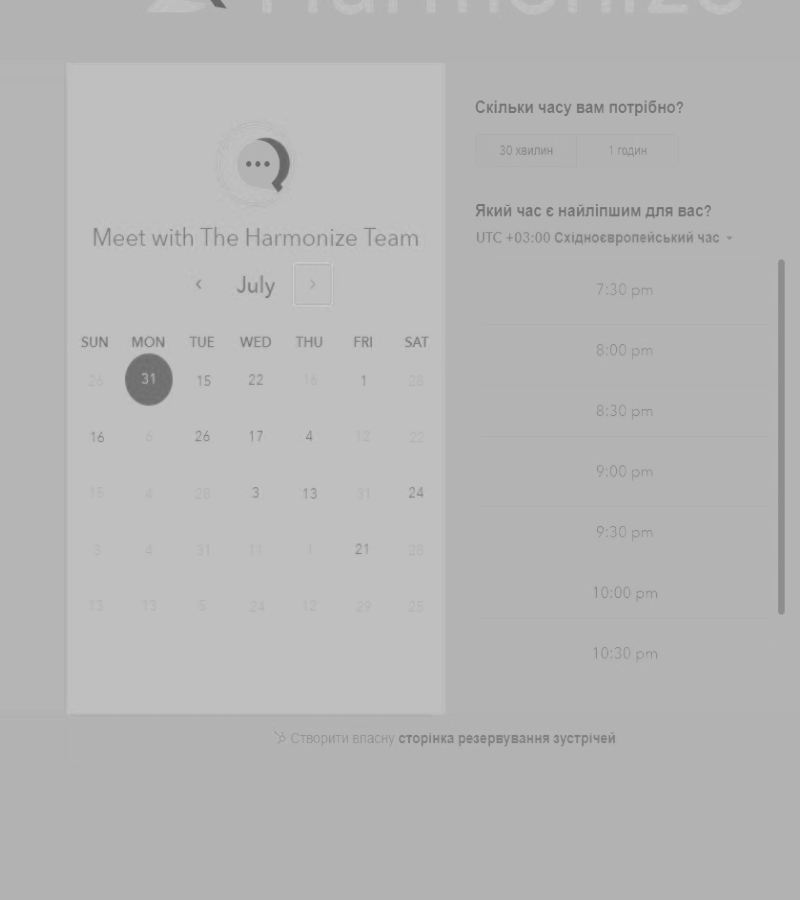 Harmonize
Meet with The Harmonize Team
July
SUN MON TUE WED THU FRI SAT
26 31 15 22 16 1 28
16 6 26 17 4 12 22
15 4 28 3 13 31 24
3 4 31 11 1 21 28
13 13 5 24 12 29 25
Скільки часу вам потрібно?
30 хвилин 1 годин
Який час є найліпшим для вас?
UTC +03:00 Східноєвропейський час
7:30 pm
8:00 pm
8:30 pm
9:00 pm
9:30 pm
10:00 pm
10:30 pm
Створити власну сторінка резервування зустрічей